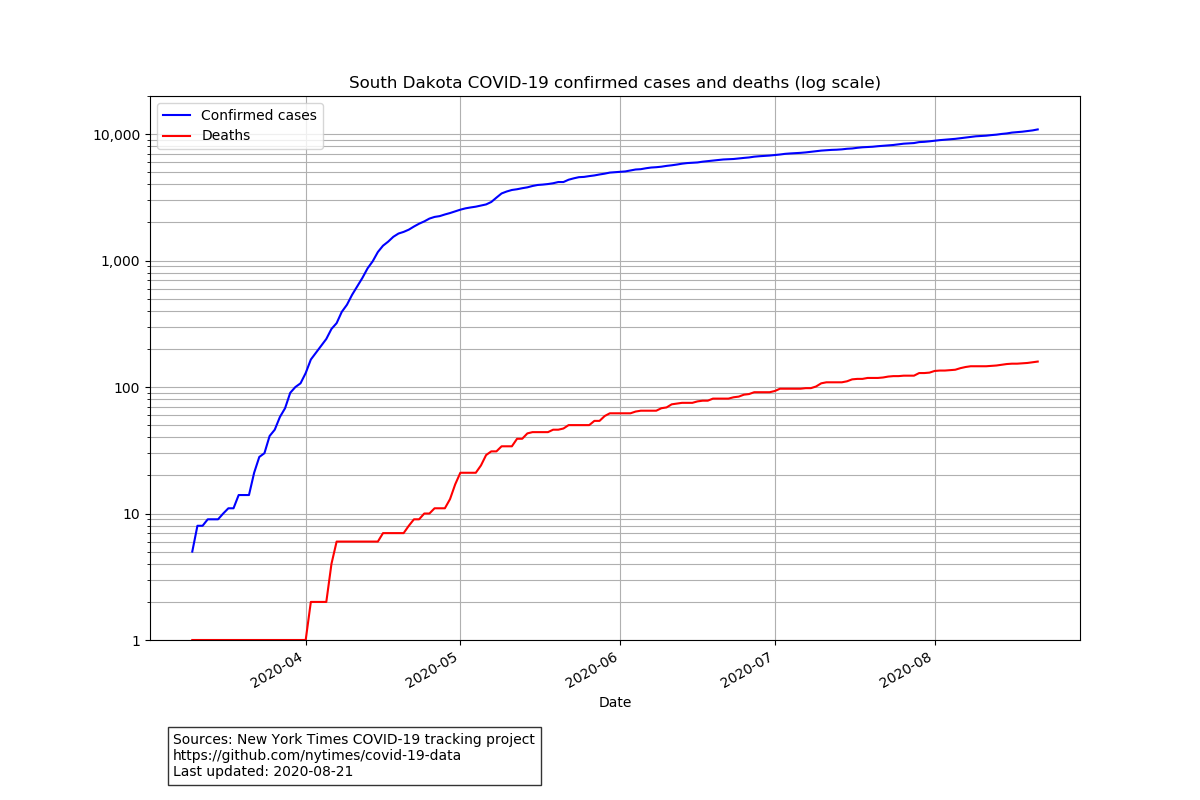 South Dakota COVID-19 confirmed cases and deaths (log scale)
Confirmed cases
Deaths
10,000
1,000
100
10
1
2020-04
2020-05
2020-06
2020-07
2020-08
Date
Sources: New York Times COVID-19 tracking project
https://github.com/nytimes/covid-19-data
Last updated: 2020-08-21